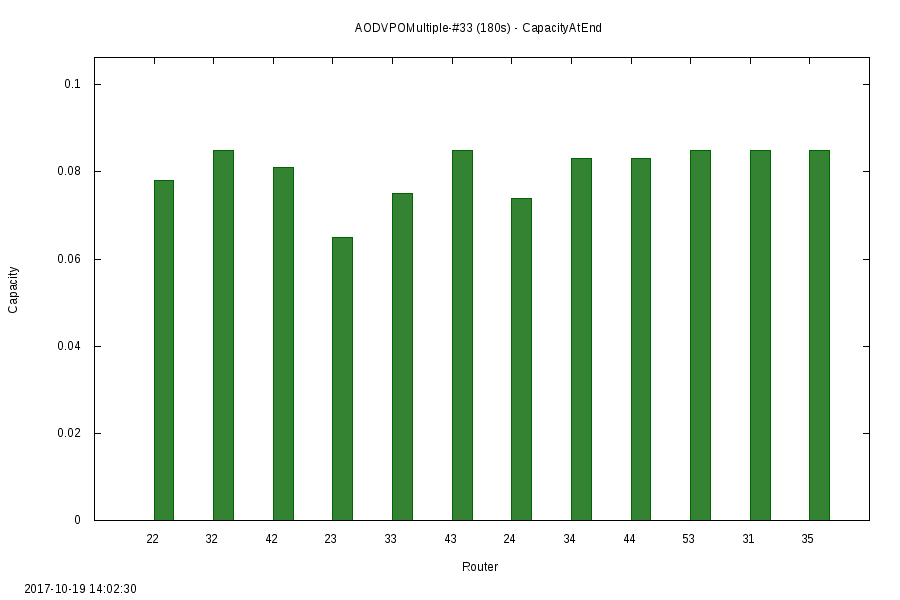 AODVPOMultiple-#33 (180s) - CapacityAtEnd
0.1
0.08
0.06
0.04
0.02
0
Capacity
22 32 42 23 33 43 24 34 44 53 31 35
Router
2017-10-19 14:02:30